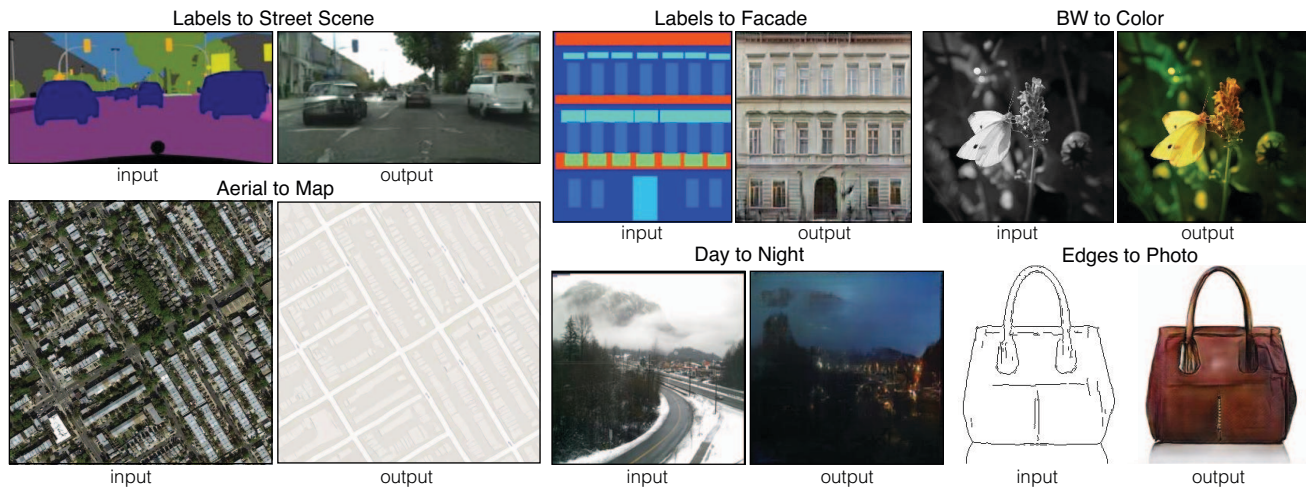 Labels to Street Scene
input
output
Aerial to Map
input
output
Labels to Facade
input
output
BW to Color
input
output
Day to Night
input
output
Edges to Photo
input
output